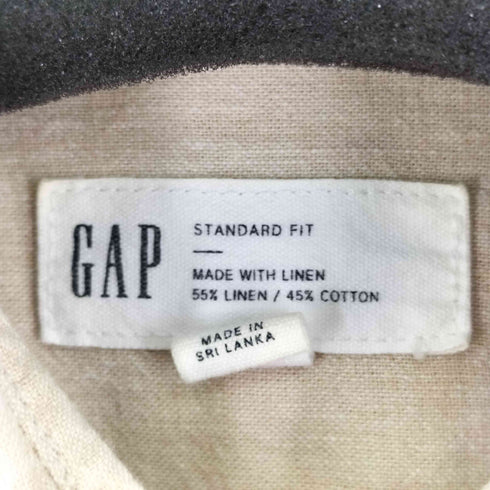 GAP
STANDARD FIT
MADE WITH LINEN
55% LINEN / 45% COTTON
MADE IN
SRI LANKA